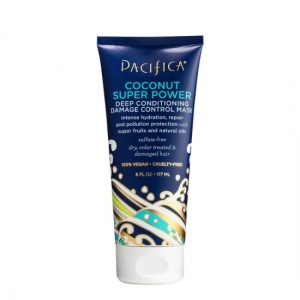 PACIFICA®
COCONUT
SUPER POWER
DEEP CONDITIONING
DAMAGE CONTROL MASK
intense hydration, repair
and pollution protection with
super fruits and natural oils
sulfate-free
dry, color treated &
damaged hair
100% VEGAN • CRUELTY-FREE
6 FL. OZ • 177 ML